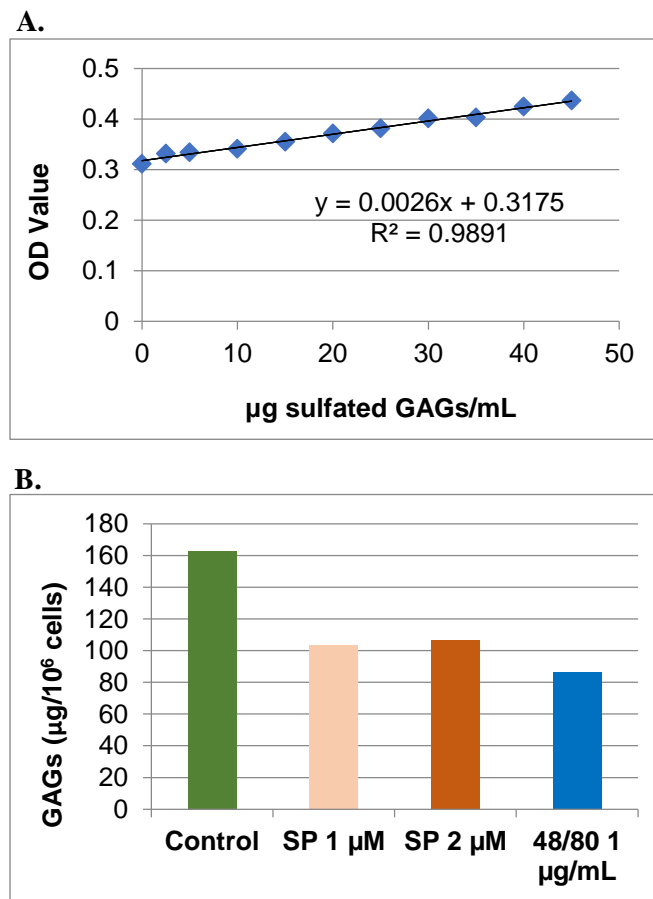 A.
0.5
0.4
0.3
0.2
0.1
0
OD Value
y = 0.0026x + 0.3175
R² = 0.9891
0 10 20 30 40 50
µg sulfated GAGs/mL
B.
180
160
140
120
100
80
60
40
20
0
GAGs (µg/10⁶ cells)
Control SP 1 µM SP 2 µM 48/80 1
µg/mL